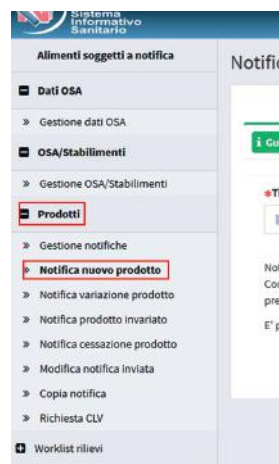 Sistema
Informativo
Sanitario
Alimenti soggetti a notifica
Dati OSA
» Gestione dati OSA
OSA/Stabilimenti
» Gestione OSA/Stabilimenti
Prodotti
» Gestione notifiche
» Notifica nuovo prodotto
» Notifica variazione prodotto
» Notifica prodotto invariato
» Notifica cessazione prodotto
» Modifica notifica inviata
» Copia notifica
» Richiesta CLV
Worklist rilievi